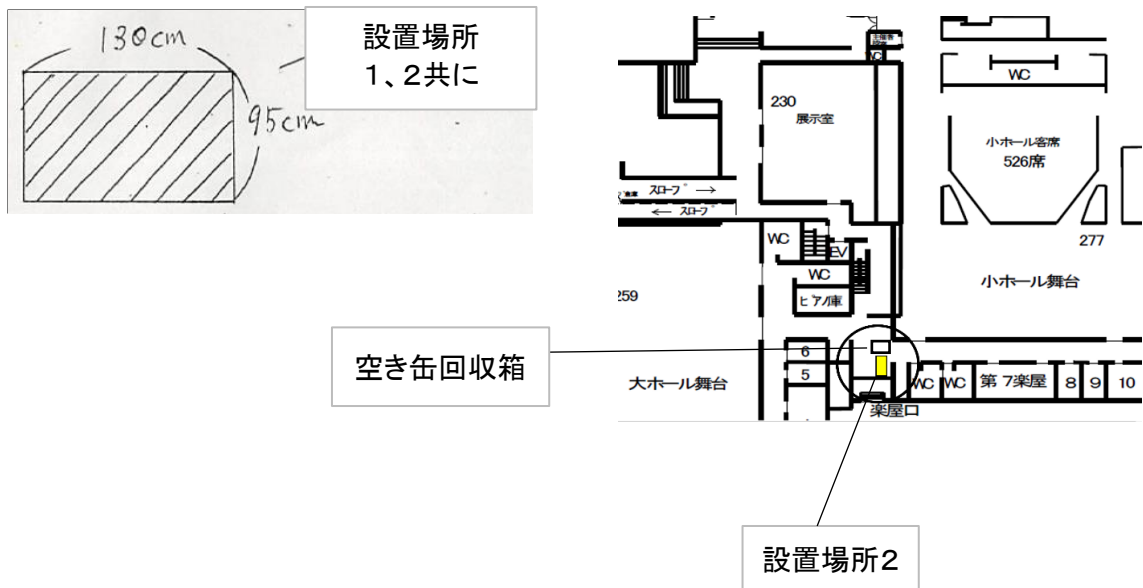 130cm
95cm
設置場所
1、2共に
主催者
WC
230
展示室
WC
小ホール客席
526席
スロープ →
← スロープ
277
WC
EV
WC
小ホール舞台
259
ピアノ庫
空き缶回収箱
6
5
大ホール舞台
WC
WC
第7楽屋
8
9
10
楽屋口
設置場所2